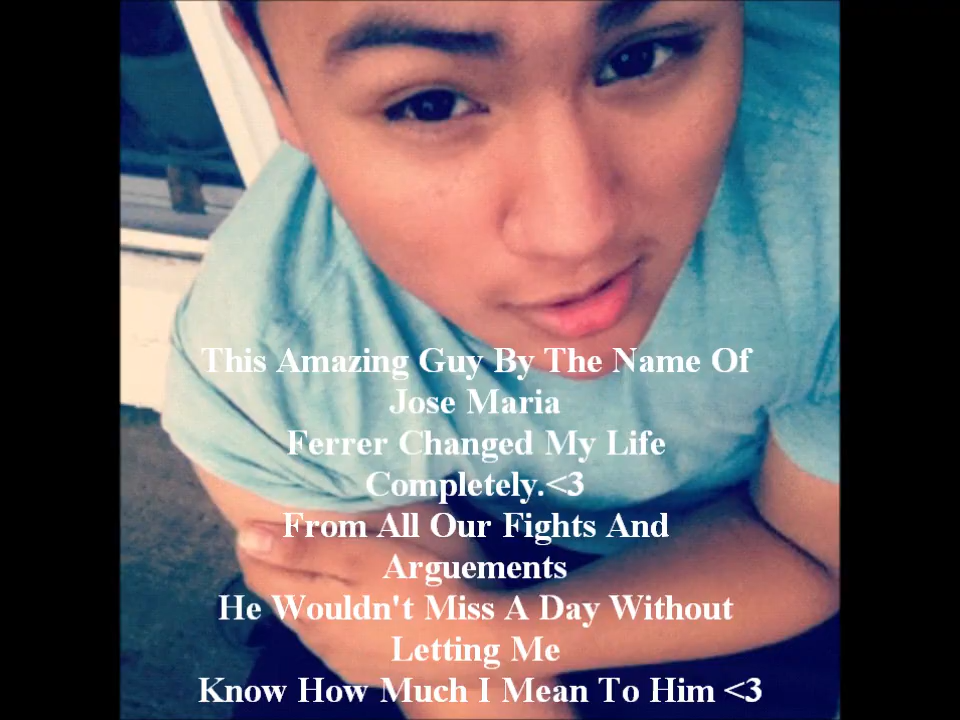 This Amazing Guy By The Name Of
Jose Maria
Ferrer Changed My Life
Completely.<3
From All Our Fights And
Arguements
He Wouldn't Miss A Day Without
Letting Me
Know How Much I Mean To Him <3